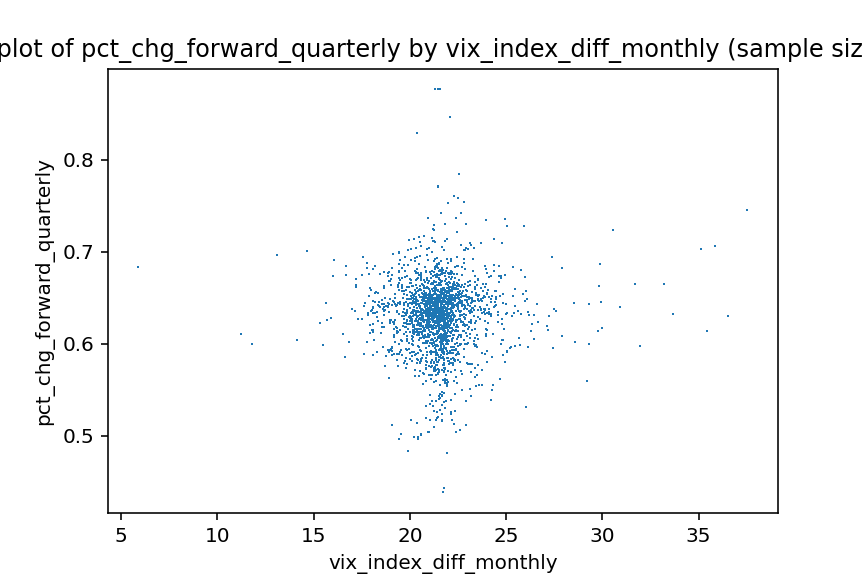 plot of pct_chg_forward_quarterly by vix_index_diff_monthly (sample siz
0.8
0.7
0.6
0.5
pct_chg_forward_quarterly
5 10 15 20 25 30 35
vix_index_diff_monthly